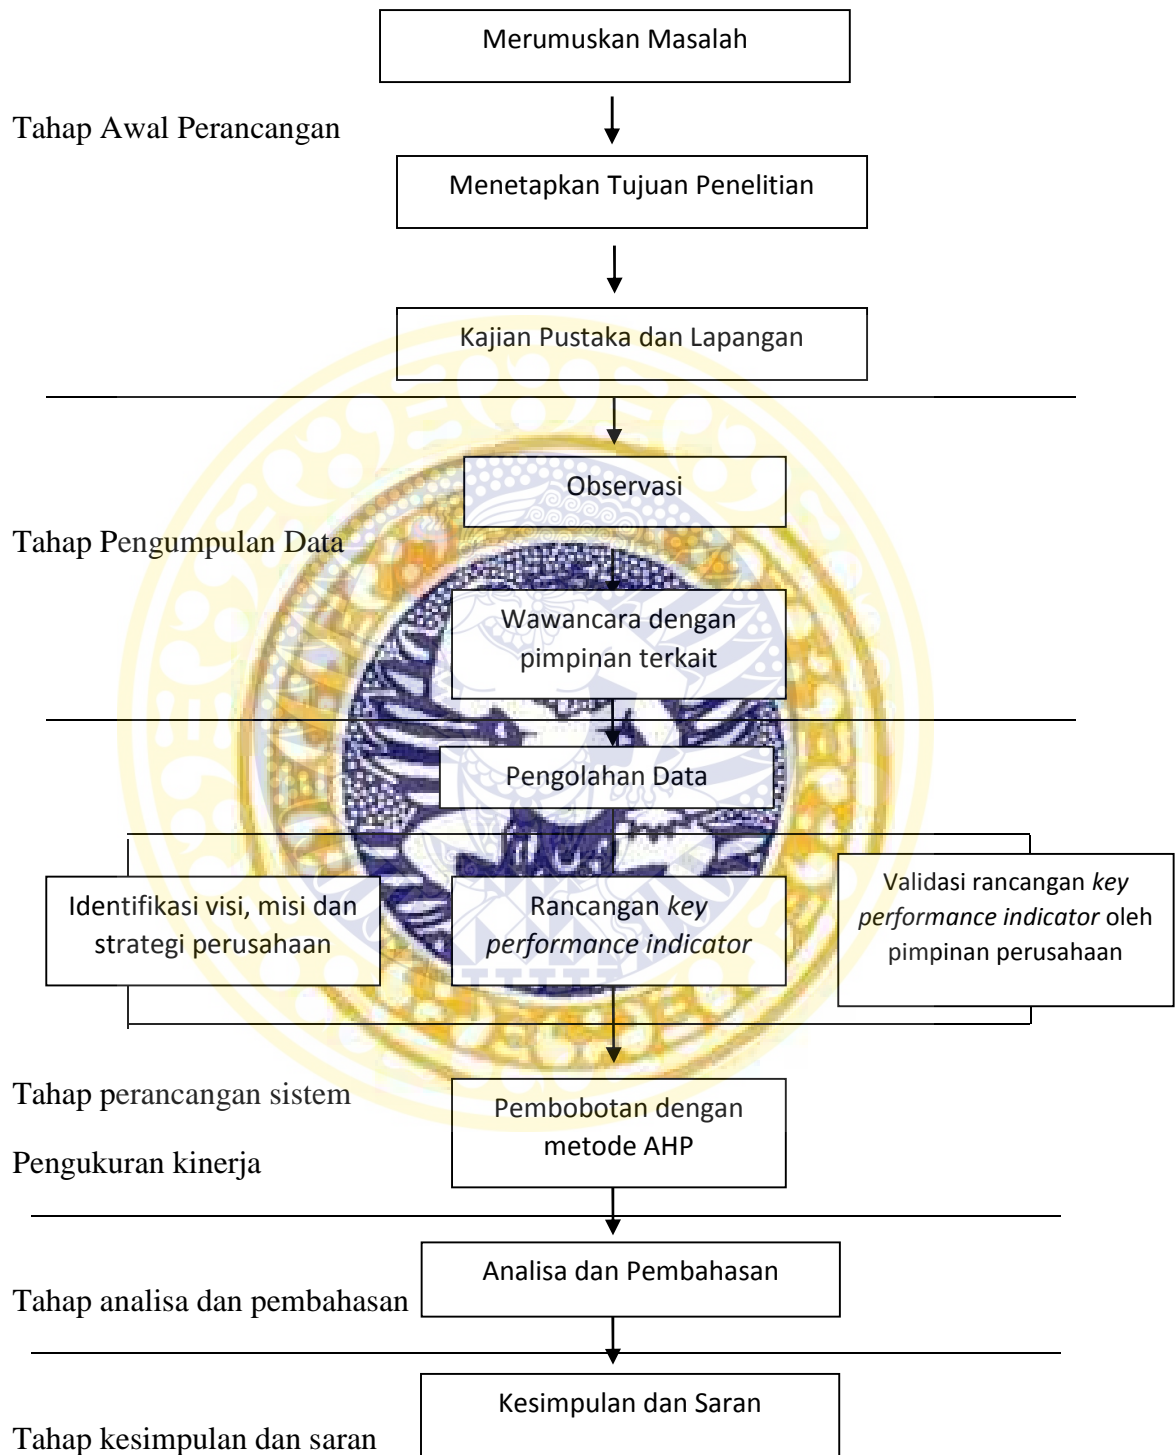 Merumuskan Masalah
Tahap Awal Perancangan
Menetapkan Tujuan Penelitian
Kajian Pustaka dan Lapangan
Observasi
Tahap Pengumpulan Data
Wawancara dengan
pimpinan terkait
Pengolahan Data
Identifikasi visi, misi dan
strategi perusahaan
Rancangan key
performance indicator
Validasi rancangan key
performance indicator oleh
pimpinan perusahaan
Tahap perancangan sistem
Pengukuran kinerja
Pembobotan dengan
metode AHP
Analisa dan Pembahasan
Tahap analisa dan pembahasan
Kesimpulan dan Saran
Tahap kesimpulan dan saran